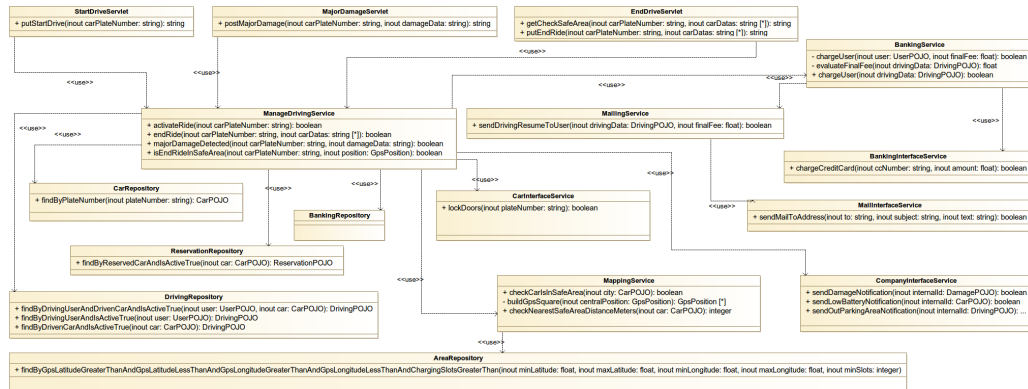 StartDriveServlet
+ putStartDrive(inout carPlateNumber: string): string
MajorDamageServlet
+ postMajorDamage(inout carPlateNumber: string, inout damageData: string): string
EndDriveServlet
+ getCheckSafeArea(inout carPlateNumber: string, inout carDatas: string [*]): string
+ putEndRide(inout carPlateNumber: string, inout carDatas: string [*]): string
BankingService
- chargeUser(inout user: UserPOJO, inout finalFee: float): boolean
- evaluateFinalFee(inout drivingData: DrivingPOJO): float
+ chargeUser(inout drivingData: DrivingPOJO): boolean
<<use>>
<<use>>
<<use>>
<<use>>
ManageDrivingService
+ activateRide(inout carPlateNumber: string): boolean
+ endRide(inout carPlateNumber: string, inout carDatas: string [*]): boolean
+ majorDamageDetected(inout carPlateNumber: string, inout damageData: string): boolean
+ isEndRideInSafeArea(inout carPlateNumber: string, inout position: GpsPosition): boolean
MailingService
+ sendDrivingResumeToUser(inout drivingData: DrivingPOJO, inout finalFee: float): boolean
<<use>>
<<use>>
<<use>>
<<use>>
BankingInterfaceService
+ chargeCreditCard(inout ccNumber: string, inout amount: float): boolean
<<use>>
<<use>>
<<use>>
CarRepository
+ findByPlateNumber(inout plateNumber: string): CarPOJO
BankingRepository
CarInterfaceService
+ lockDoors(inout plateNumber: string): boolean
<<use>>
<<use>>
MailInterfaceService
+ sendMailToAddress(inout to: string, inout subject: string, inout text: string): boolean
ReservationRepository
+ findByReservedCarAndIsActiveTrue(inout car: CarPOJO): ReservationPOJO
<<use>>
MappingService
+ checkCarIsInSafeArea(inout city: CarPOJO): boolean
- buildGpsSquare(inout centralPosition: GpsPosition): GpsPosition [*]
+ checkNearestSafeAreaDistanceMeters(inout car: CarPOJO): integer
CompanyInterfaceService
+ sendDamageNotification(inout internalId: DamagePOJO): boolean
+ sendLowBatteryNotification(inout internalId: CarPOJO): boolean
+ sendOutParkingAreaNotification(inout internalId: DrivingPOJO): ...
DrivingRepository
+ findByDrivingUserAndDrivenCarAndIsActiveTrue(inout user: UserPOJO, inout car: CarPOJO): DrivingPOJO
+ findByDrivingUserAndIsActiveTrue(inout user: UserPOJO): DrivingPOJO
+ findByDrivenCarAndIsActiveTrue(inout car: CarPOJO): DrivingPOJO
<<use>>
AreaRepository
+ findByGpsLatitudeGreaterThanAndGpsLatitudeLessThanAndGpsLongitudeGreaterThanAndGpsLongitudeLessThanAndChargingSlotsGreaterThan(inout minLatitude: float, inout maxLatitude: float, inout minLongitude: float, inout maxLongitude: float, inout minSlots: integer)